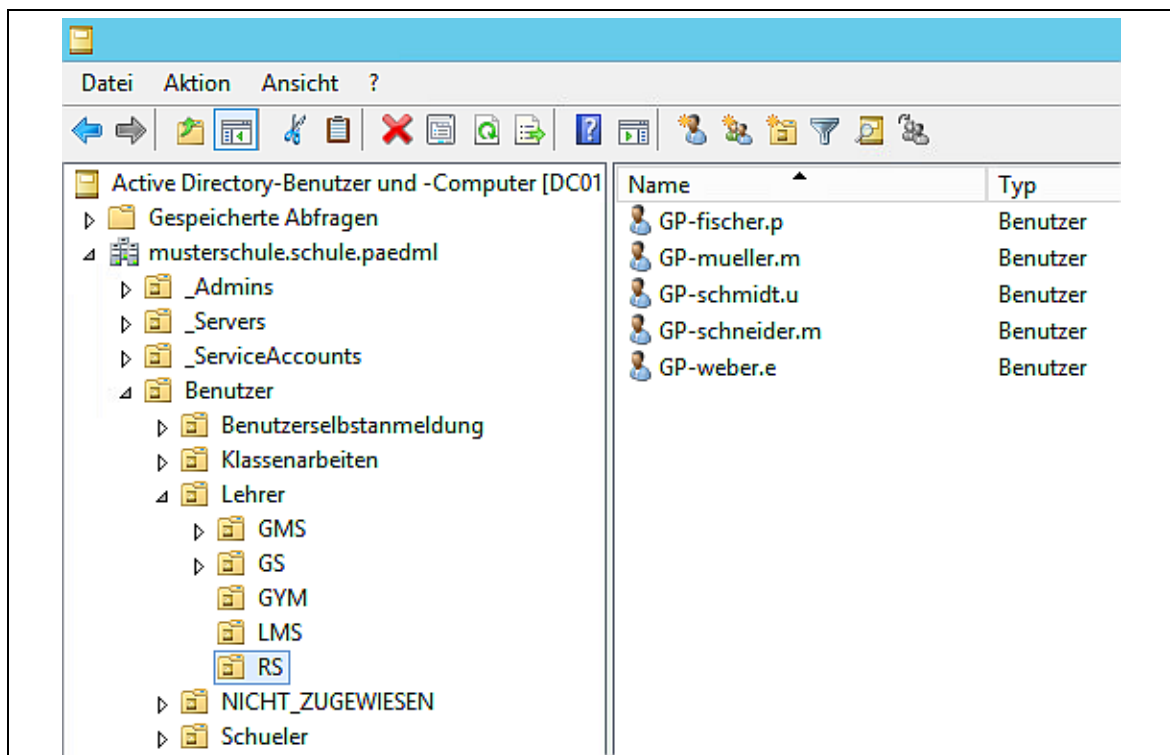 Datei Aktion Ansicht ?
Active Directory-Benutzer und -Computer [DC01
Gespeicherte Abfragen
musterschule.schule.paedml
_Admins
_Servers
_ServiceAccounts
Benutzer
Benutzerselbstanmeldung
Klassenarbeiten
Lehrer
GMS
GS
GYM
LMS
RS
NICHT_ZUGEWIESEN
Schueler
Name Typ
GP-fischer.p Benutzer
GP-mueller.m Benutzer
GP-schmidt.u Benutzer
GP-schneider.m Benutzer
GP-weber.e Benutzer